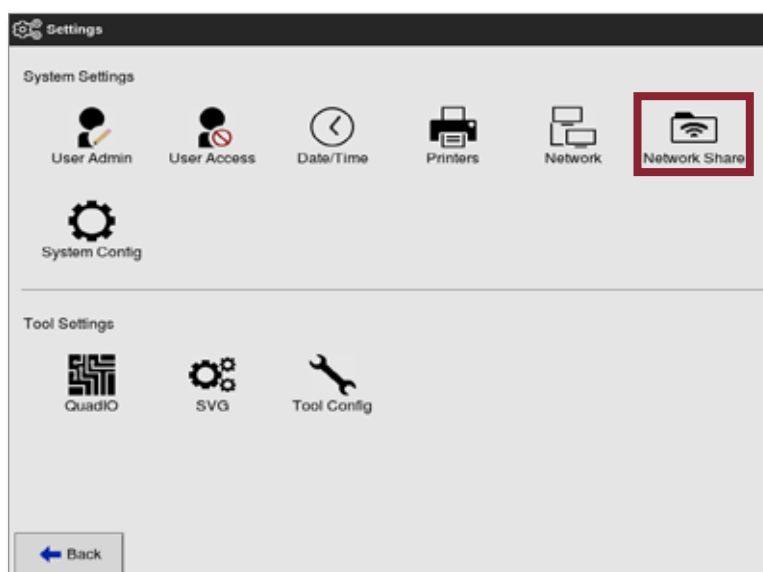 Settings
System Settings
User Admin User Access Date/Time Printers Network Network Share
System Config
Tool Settings
QuadIO SVG Tool Config
Back